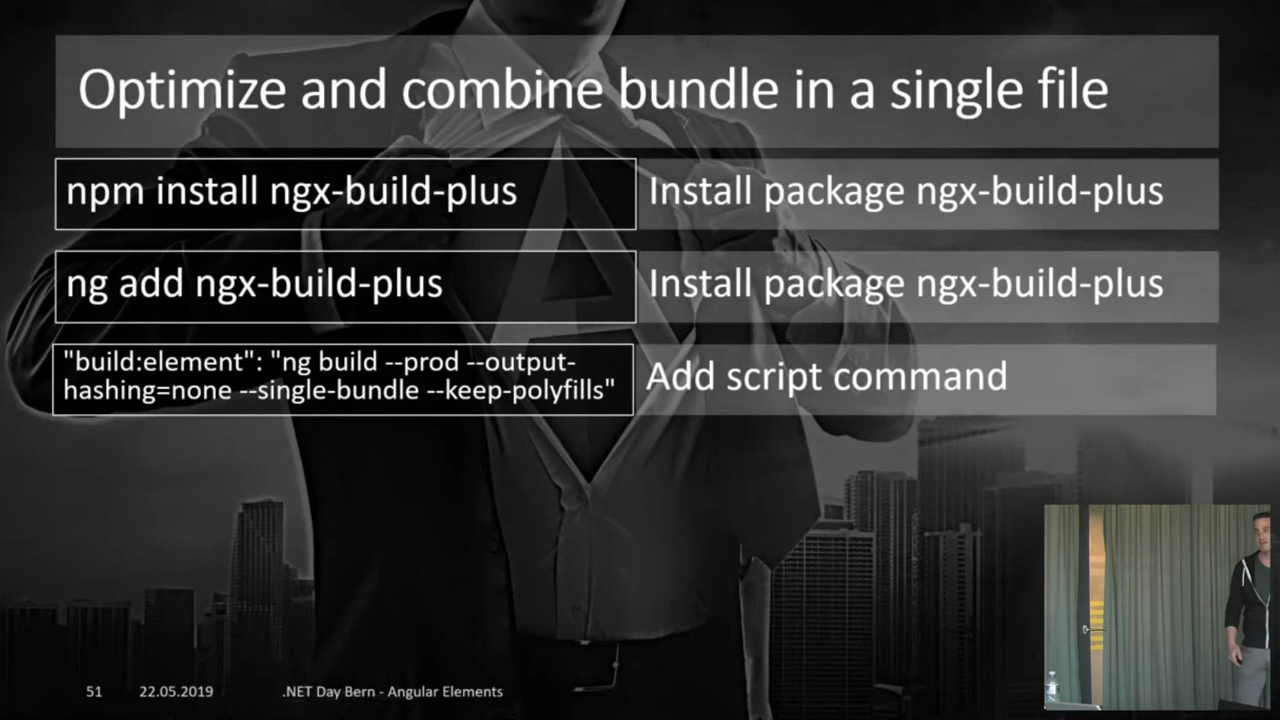 Optimize and combine bundle in a single file
npm install ngx-build-plus
Install package ngx-build-plus
ng add ngx-build-plus
Install package ngx-build-plus
"build:element": "ng build --prod --output-
hashing=none --single-bundle --keep-polyfills"
Add script command
51
22.05.2019
.NET Day Bern - Angular Elements